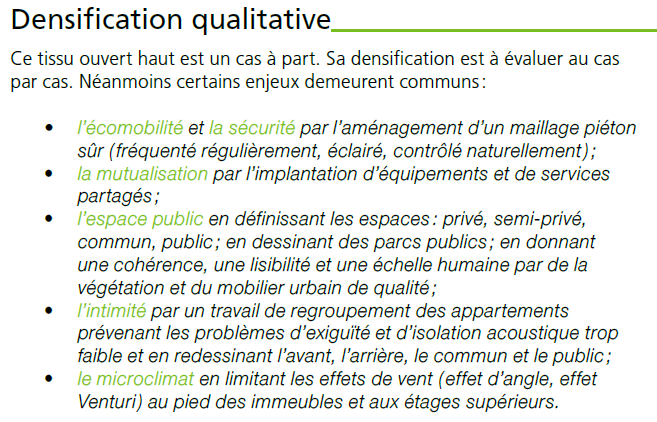 Densification qualitative
Ce tissu ouvert haut est un cas à part. Sa densification est à évaluer au cas
par cas. Néanmoins certains enjeux demeurent communs :
• l'écomobilité et la sécurité par l'aménagement d'un maillage piéton
sûr (fréquenté régulièrement, éclairé, contrôlé naturellement) ;
• la mutualisation par l'implantation d'équipements et de services
partagés ;
• l'espace public en définissant les espaces : privé, semi-privé,
commun, public ; en dessinant des parcs publics ; en donnant
une cohérence, une lisibilité et une échelle humaine par de la
végétation et du mobilier urbain de qualité ;
• l'intimité par un travail de regroupement des appartements
prévenant les problèmes d'exiguïté et d'isolation acoustique trop
faible et en redessinant l'avant, l'arrière, le commun et le public ;
• le microclimat en limitant les effets de vent (effet d'angle, effet
Venturi) au pied des immeubles et aux étages supérieurs.